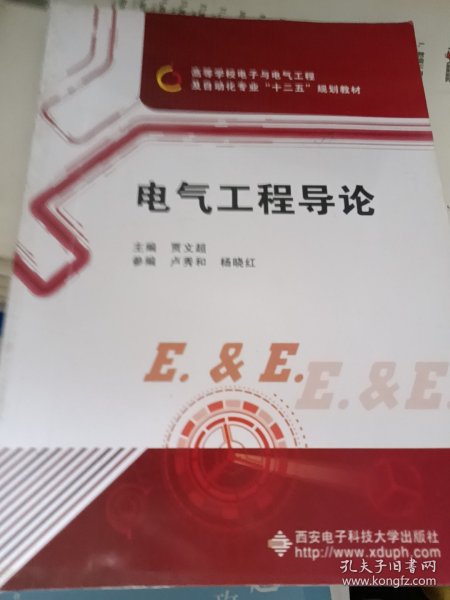 高等学校电子与电气工程
及自动化专业“十二五”规划教材
电气工程导论
主编 贾文超
参编 卢秀和 杨晓红
E. & E.
E. & E.
西安电子科技大学出版社
http://www.xduph.com
孔夫子旧书网
kongfz.com